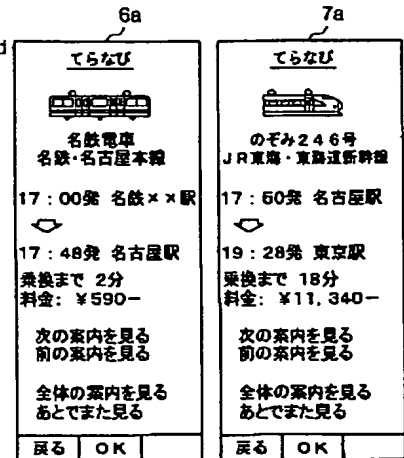 6a
てらなび
名鉄電車
名鉄・名古屋本線
17:00発 名鉄××駅
17:48発 名古屋駅
乗換まで 2分
料金: ¥590−
次の案内を見る
前の案内を見る
全体の案内を見る
あとでまた見る
戻る OK
7a
てらなび
のぞみ246号
JR東海・東海道新幹線
17:50発 名古屋駅
19:28発 東京駅
乗換まで 18分
料金: ¥11,340−
次の案内を見る
前の案内を見る
全体の案内を見る
あとでまた見る
戻る OK